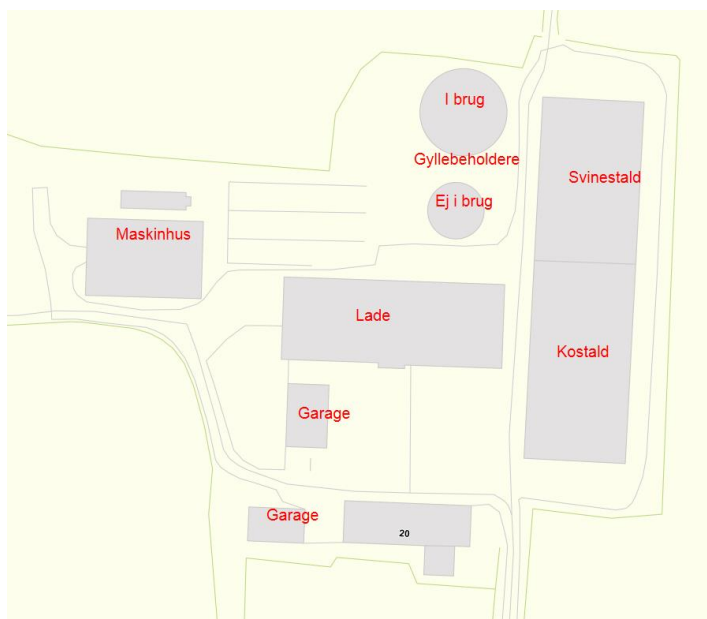 I brug
Gyllebeholdere
Svinestald
Ej i brug
Maskinhus
Lade
Kostald
Garage
Garage
20